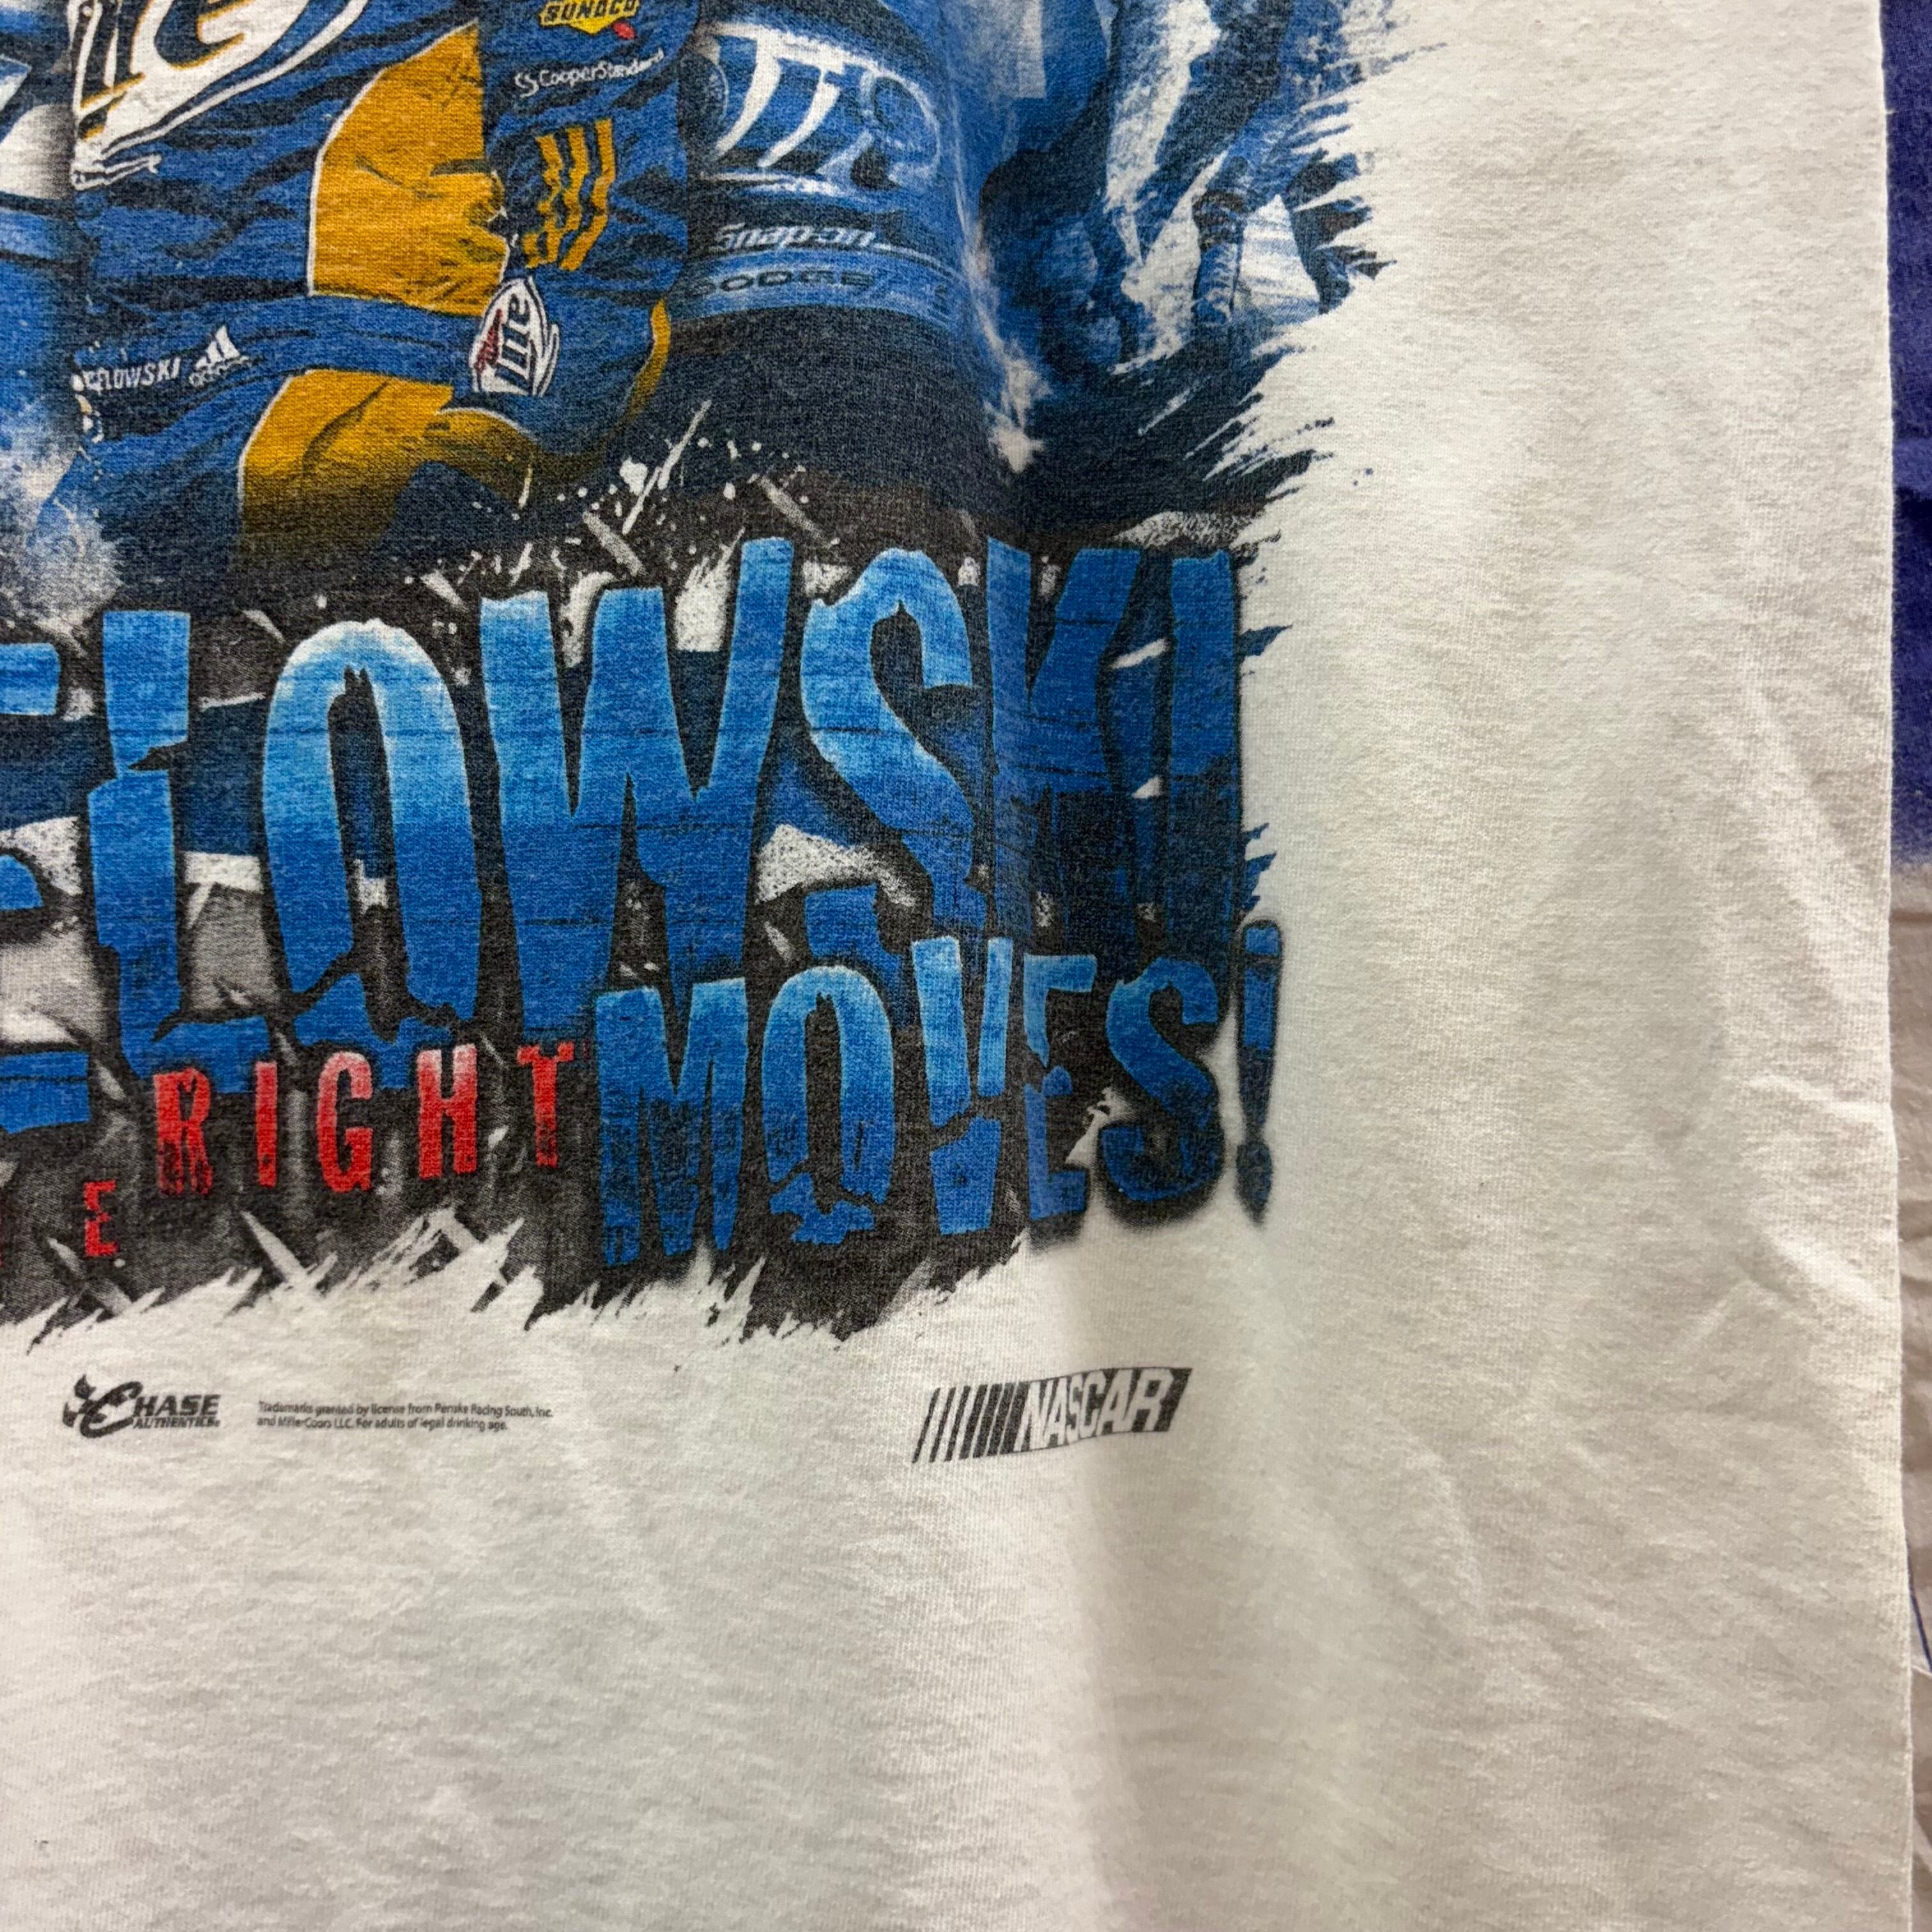 SUNOCO
CooperStandard
Snap-on
DODGE
Lite
ELOWSKI
ELOWSKI
RIGHT MOVES!
CHASE
AUTHENTICS
Trademarks granted by license from Penske Racing South, Inc.
and MillerCoors LLC. For adults of legal drinking age.
NASCAR